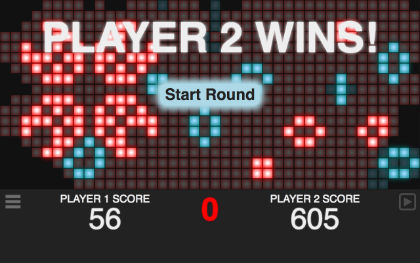 PLAYER 2 WINS!
Start Round
PLAYER 1 SCORE
56
0
PLAYER 2 SCORE
605